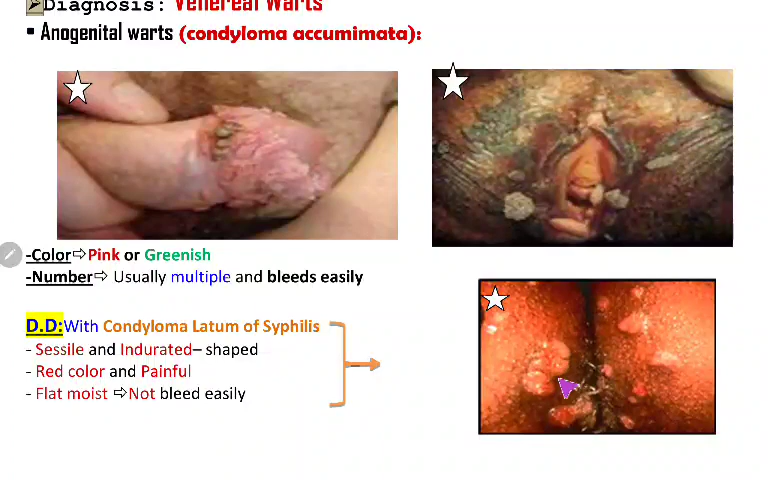 Diagnosis: Venereal Warts
▪ Anogenital warts (condyloma accumimata):
-Color⇨Pink or Greenish
-Number⇨ Usually multiple and bleeds easily
D.D:With Condyloma Latum of Syphilis
- Sessile and Indurated– shaped
- Red color and Painful
- Flat moist ⇨Not bleed easily